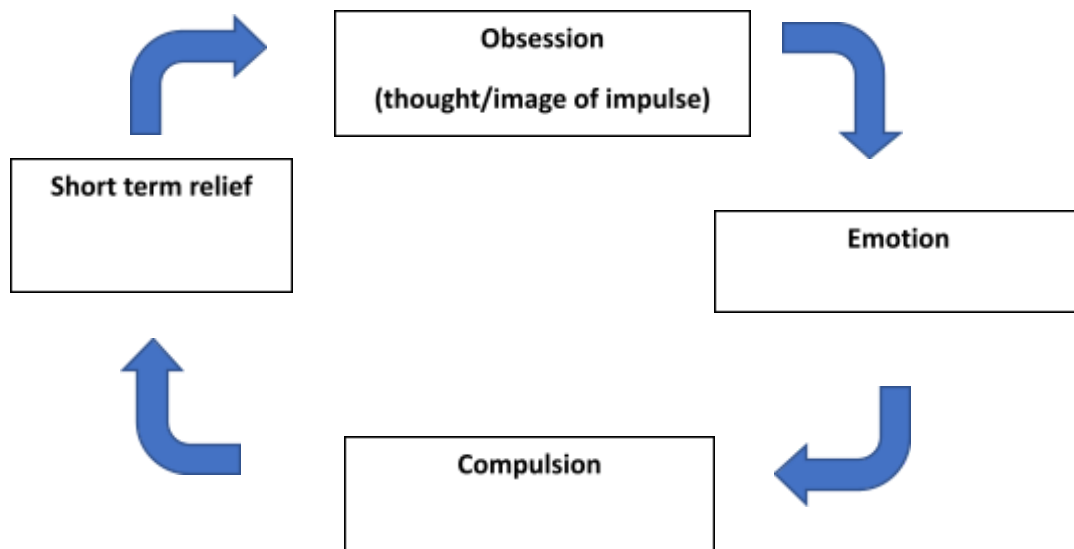 Obsession
(thought/image of impulse)
Emotion
Compulsion
Short term relief